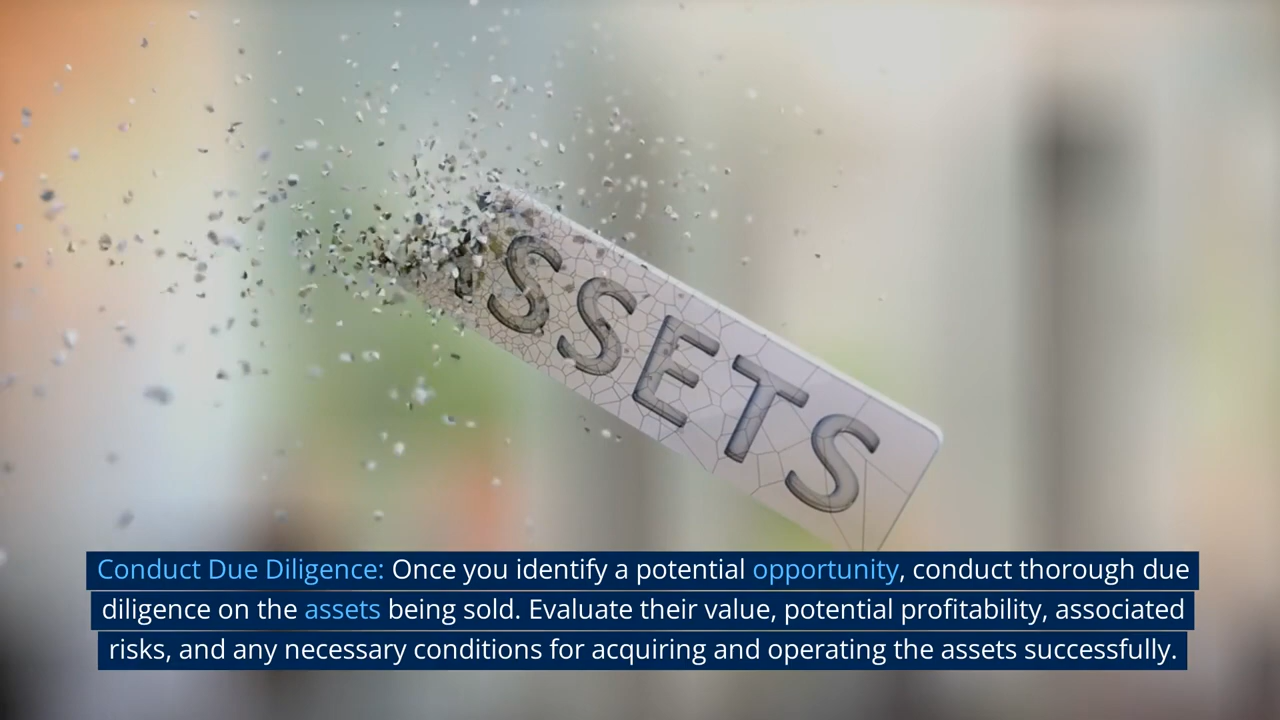 ASSETS
Conduct Due Diligence: Once you identify a potential opportunity, conduct thorough due
diligence on the assets being sold. Evaluate their value, potential profitability, associated
risks, and any necessary conditions for acquiring and operating the assets successfully.